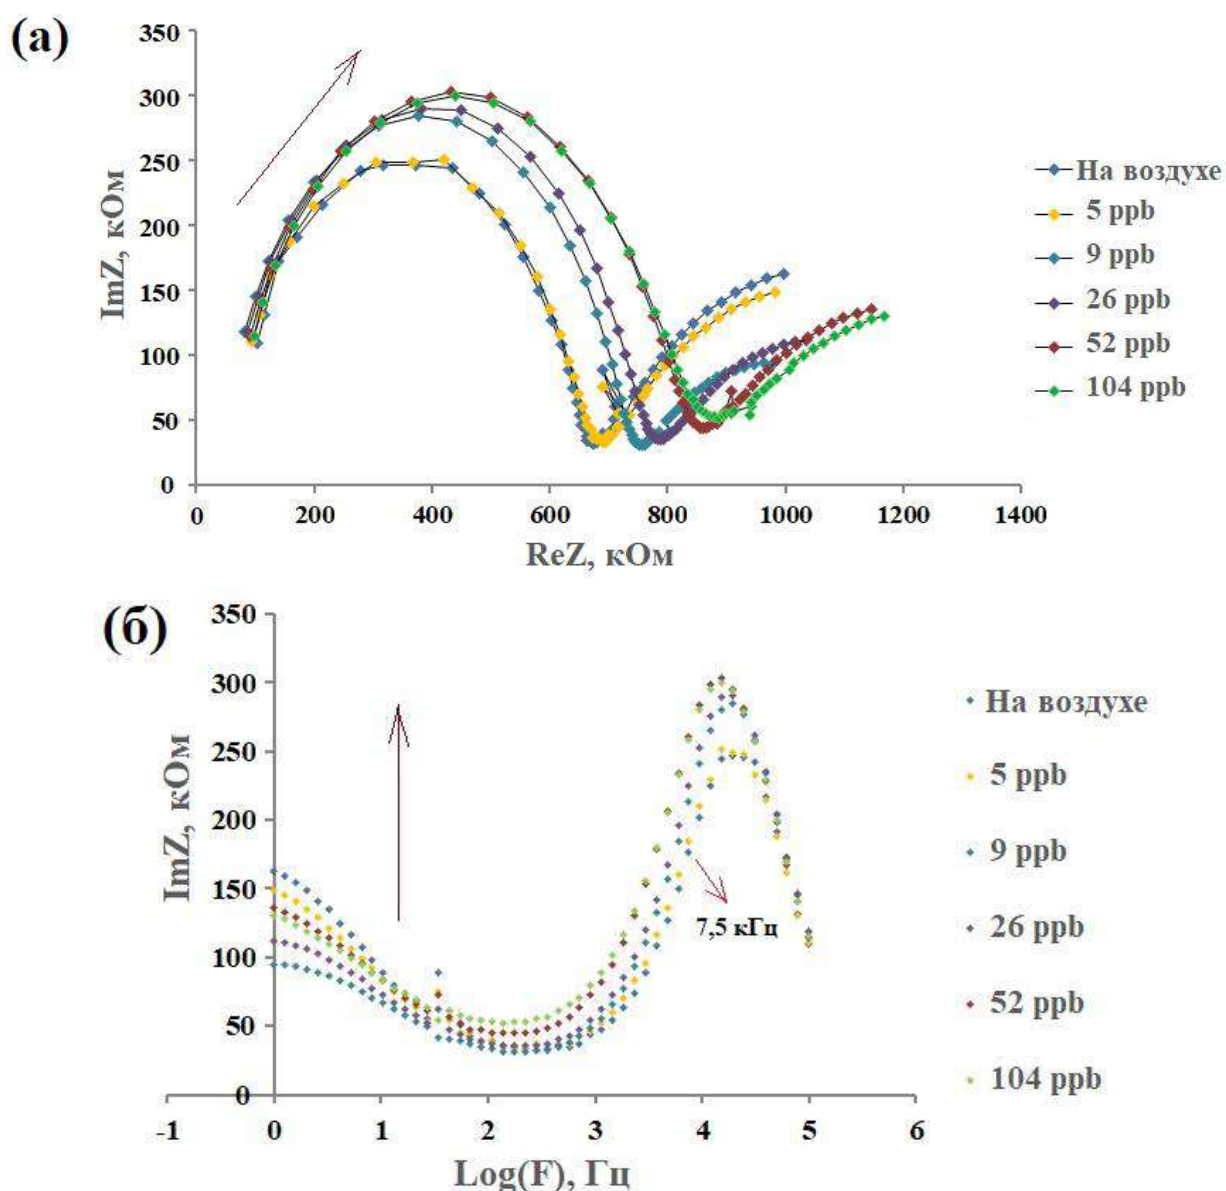 (а)
ImZ, кОм
350
300
250
200
150
100
50
0
0 200 400 600 800 1000 1200 1400
ReZ, кОм
На воздухе
5 ppb
9 ppb
26 ppb
52 ppb
104 ppb
(б)
ImZ, кОм
350
300
250
200
150
100
50
0
-1 0 1 2 3 4 5 6
Log(F), Гц
7,5 кГц
На воздухе
5 ppb
9 ppb
26 ppb
52 ppb
104 ppb